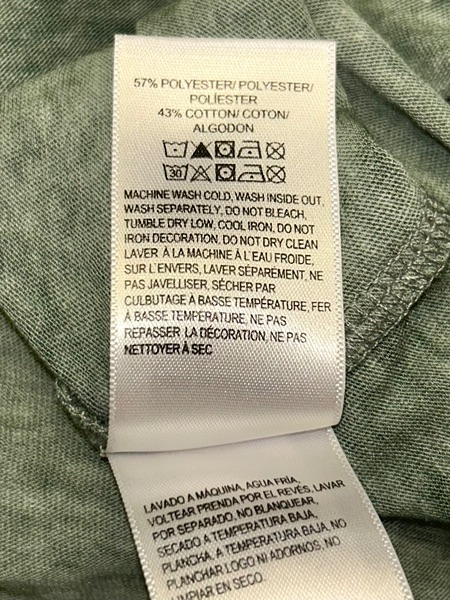 57% POLYESTER/ POLYESTER/
POLIESTER
43% COTTON/ COTON/
ALGODON
30
MACHINE WASH COLD, WASH INSIDE OUT,
WASH SEPARATELY, DO NOT BLEACH,
TUMBLE DRY LOW, COOL IRON, DO NOT
IRON DECORATION, DO NOT DRY CLEAN
LAVER À LA MACHINE À L'EAU FROIDE,
SUR L'ENVERS, LAVER SÉPARÉMENT, NE
PAS JAVELLISER, SÉCHER PAR
CULBUTAGE À BASSE TEMPÉRATURE, FER
À BASSE TEMPÉRATURE, NE PAS
REPASSER LA DÉCORATION, NE PAS
NETTOYER À SEC
LAVADO A MÁQUINA, AGUA FRÍA,
VOLTEAR PRENDA POR EL REVÉS, LAVAR
POR SEPARADO, NO BLANQUEAR,
SECADO A TEMPERATURA BAJA,
PLANCHA, A TEMPERATURA BAJA, NO
PLANCHAR LOGO NI ADORNOS, NO
LIMPIAR EN SECO.